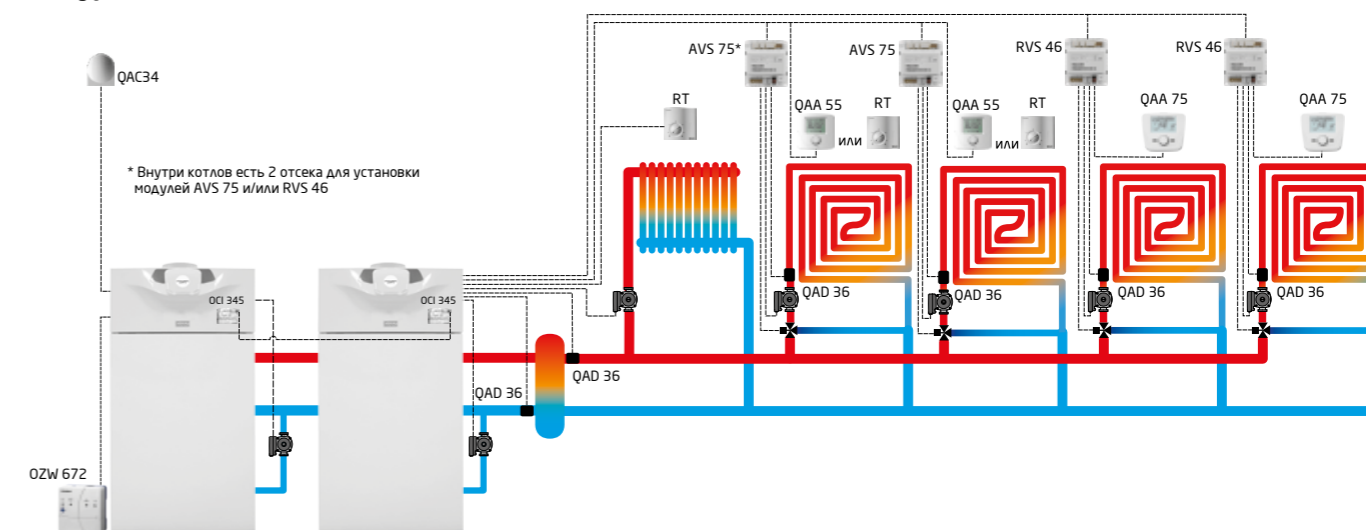 AVS 75*
AVS 75
RVS 46
RVS 46
QAC34
RT
QAA 55
RT
QAA 55
RT
QAA 75
QAA 75
или
или
* Внутри котлов есть 2 отсека для установки
модулей AVS 75 и/или RVS 46
OCI 345
OCI 345
QAD 36
QAD 36
QAD 36
QAD 36
QAD 36
QAD 36
OZW 672